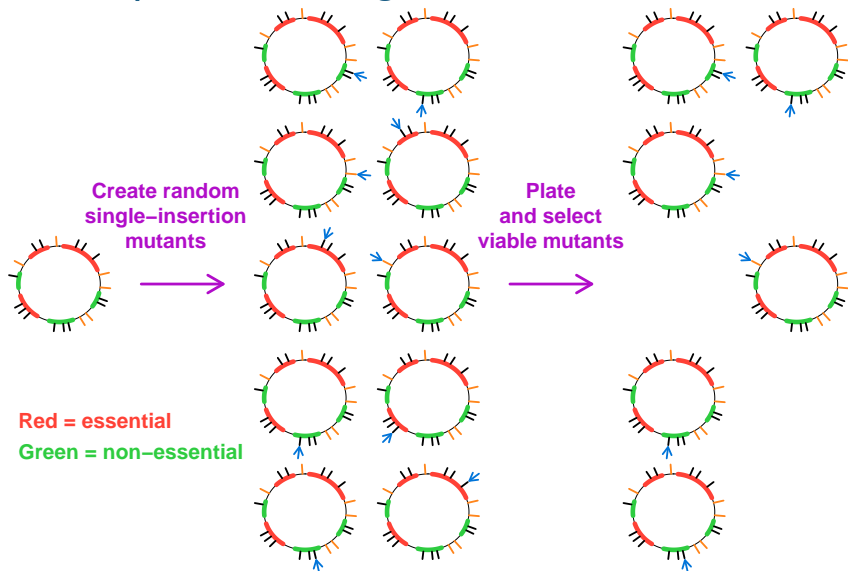 Create random
single−insertion
mutants
Plate
and select
viable mutants
Red = essential
Green = non−essential